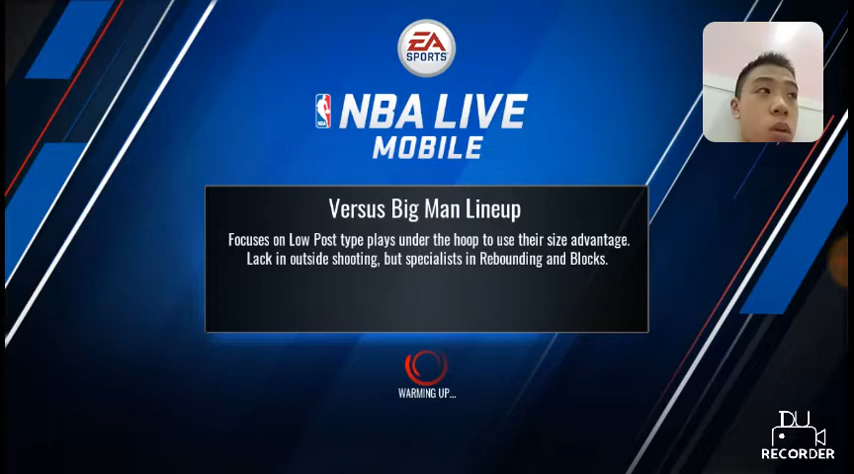 EA
SPORTS
NBA LIVE
MOBILE
Versus Big Man Lineup
Focuses on Low Post type plays under the hoop to use their size advantage.
Lack in outside shooting, but specialists in Rebounding and Blocks.
WARMING UP...
DU
RECORDER